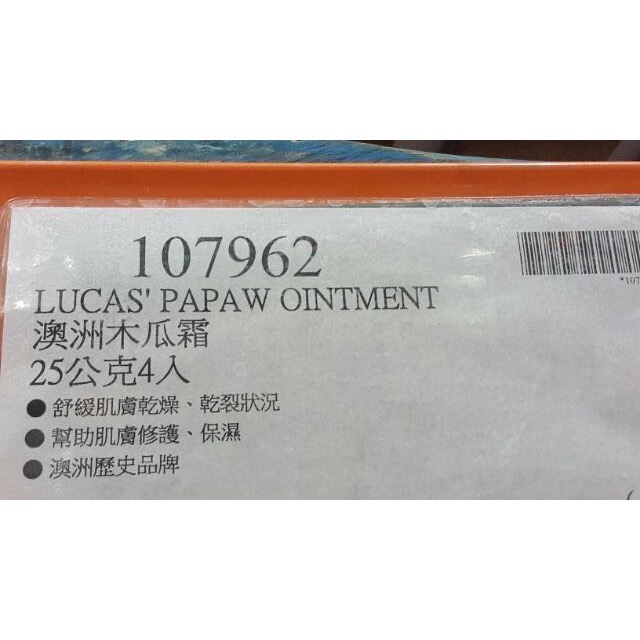 107962
*107
LUCAS' PAPAW OINTMENT
澳洲木瓜霜
25公克4入
● 舒緩肌膚乾燥、乾裂狀況
● 幫助肌膚修護、保濕
● 澳洲歷史品牌